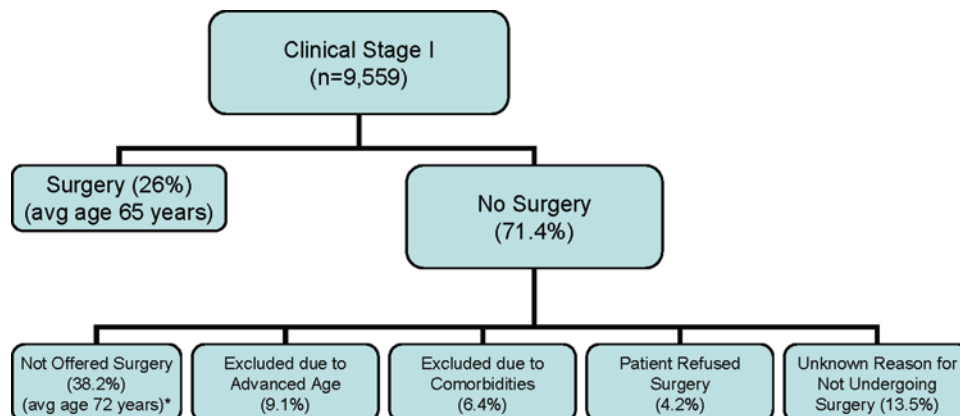 Clinical Stage I
(n=9,559)
Surgery (26%)
(avg age 65 years)
No Surgery
(71.4%)
Not Offered Surgery
(38.2%)
(avg age 72 years)*
Excluded due to
Advanced Age
(9.1%)
Excluded due to
Comorbidities
(6.4%)
Patient Refused
Surgery
(4.2%)
Unknown Reason for
Not Undergoing
Surgery (13.5%)